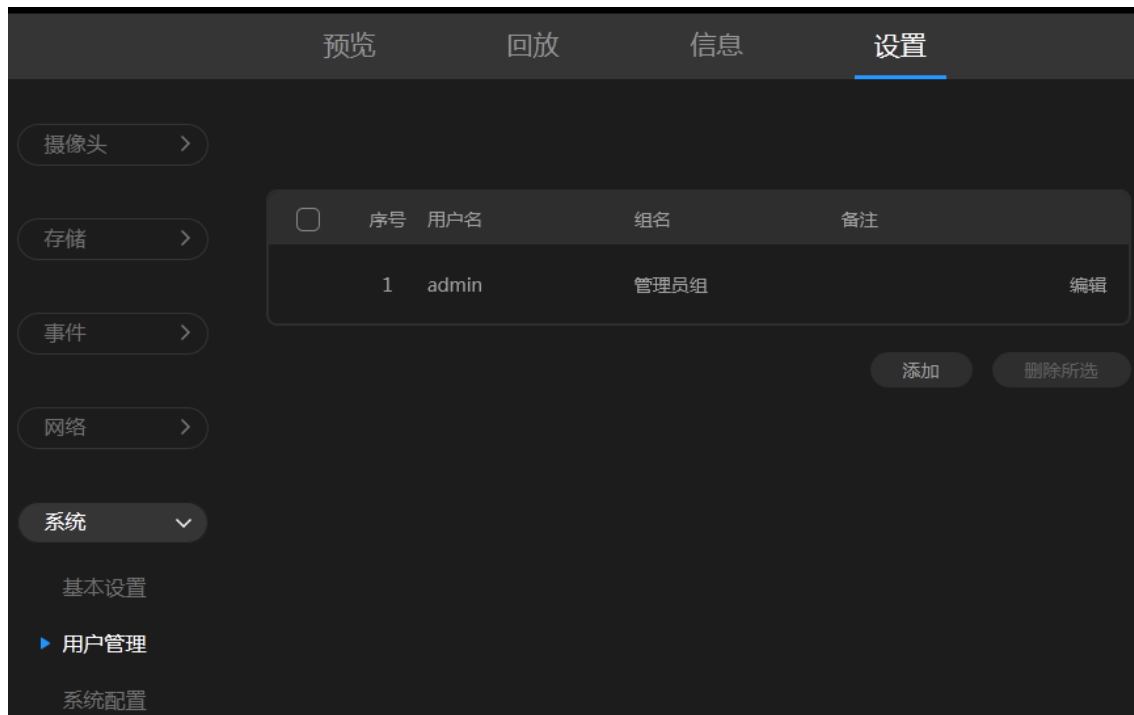 预览 回放 信息 设置
摄像头
存储
事件
网络
系统
基本设置
用户管理
系统配置
序号 用户名 组名 备注
1 admin 管理员组 编辑
添加 删除所选